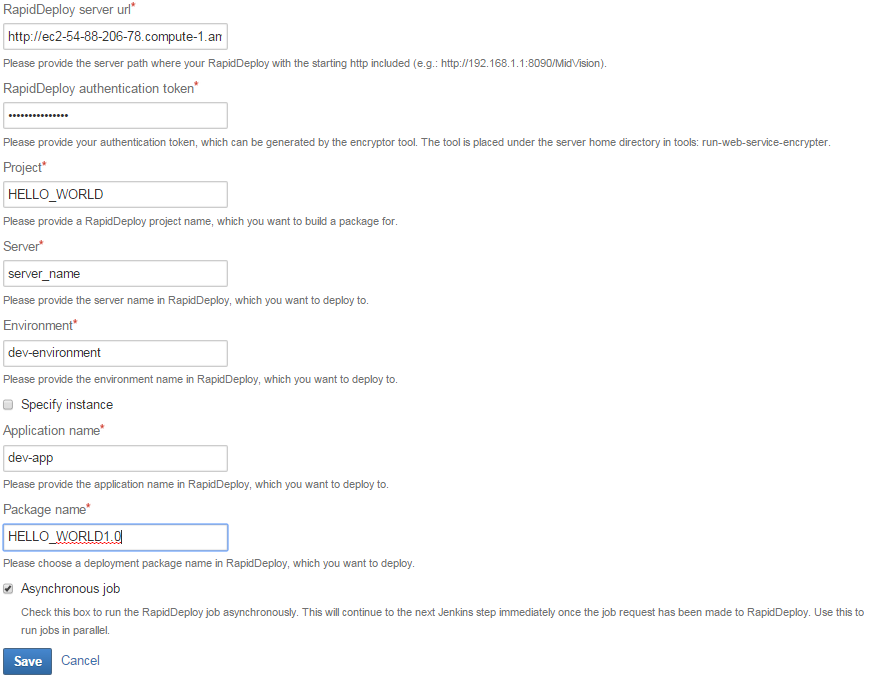 RapidDeploy server url*
http://ec2-54-88-206-78.compute-1.am
Please provide the server path where your RapidDeploy with the starting http included (e.g.: http://192.168.1.1:8090/MidVision).
RapidDeploy authentication token*
•••••••••••••••
Please provide your authentication token, which can be generated by the encryptor tool. The tool is placed under the server home directory in tools: run-web-service-encrypter.
Project*
HELLO_WORLD
Please provide a RapidDeploy project name, which you want to build a package for.
Server*
server_name
Please provide the server name in RapidDeploy, which you want to deploy to.
Environment*
dev-environment
Please provide the environment name in RapidDeploy, which you want to deploy to.
Specify instance
Application name*
dev-app
Please provide the application name in RapidDeploy, which you want to deploy to.
Package name*
HELLO_WORLD1.0
Please choose a deployment package name in RapidDeploy, which you want to deploy.
Asynchronous job
Check this box to run the RapidDeploy job asynchronously. This will continue to the next Jenkins step immediately once the job request has been made to RapidDeploy. Use this to
run jobs in parallel.
Save Cancel